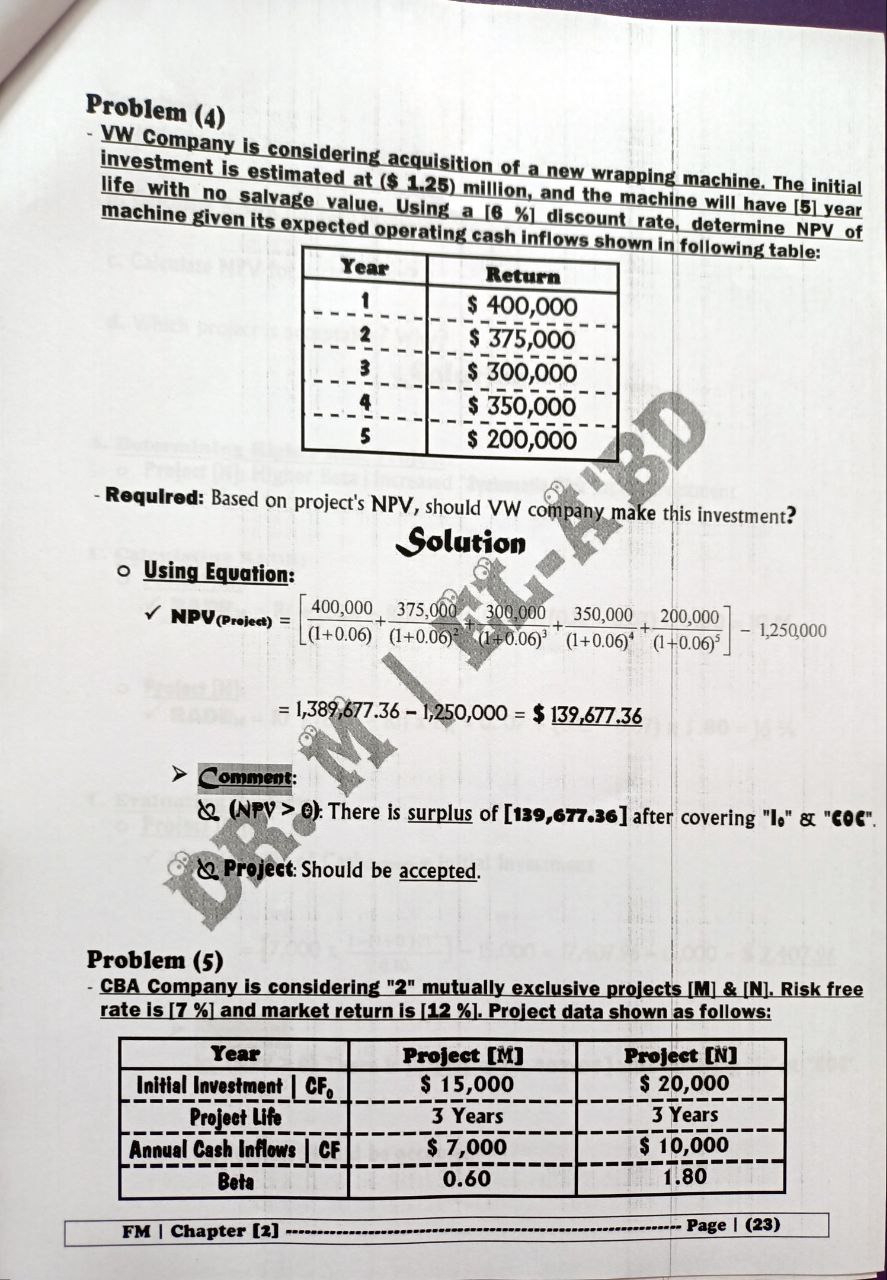 Problem (4)
- VW Company is considering acquisition of a new wrapping machine. The initial
investment is estimated at ($ 1.25) million, and the machine will have [5] year
life with no salvage value. Using a [6 %] discount rate, determine NPV of
machine given its expected operating cash inflows shown in following table:
Year Return
1 $ 400,000
2 $ 375,000
3 $ 300,000
4 $ 350,000
5 $ 200,000
- Required: Based on project's NPV, should VW company make this investment?
Solution
o Using Equation:
✓ NPV(Project) = [400,000/(1+0.06) + 375,000/(1+0.06)² + 300,000/(1+0.06)³ + 350,000/(1+0.06)⁴ + 200,000/(1+0.06)⁵] − 1,250,000
= 1,389,677.36 − 1,250,000 = $ 139,677.36
➤ Comment:
(NPV > 0): There is surplus of [139,677.36] after covering "I₀" & "COC".
Project: Should be accepted.
DR. M | EL-A'BD
Problem (5)
- CBA Company is considering "2" mutually exclusive projects [M] & [N]. Risk free
rate is [7 %] and market return is [12 %]. Project data shown as follows:
Year Project [M] Project [N]
Initial Investment | CF₀ $ 15,000 $ 20,000
Project Life 3 Years 3 Years
Annual Cash Inflows | CF $ 7,000 $ 10,000
Beta 0.60 1.80
FM | Chapter [2] ---------- Page | (23)